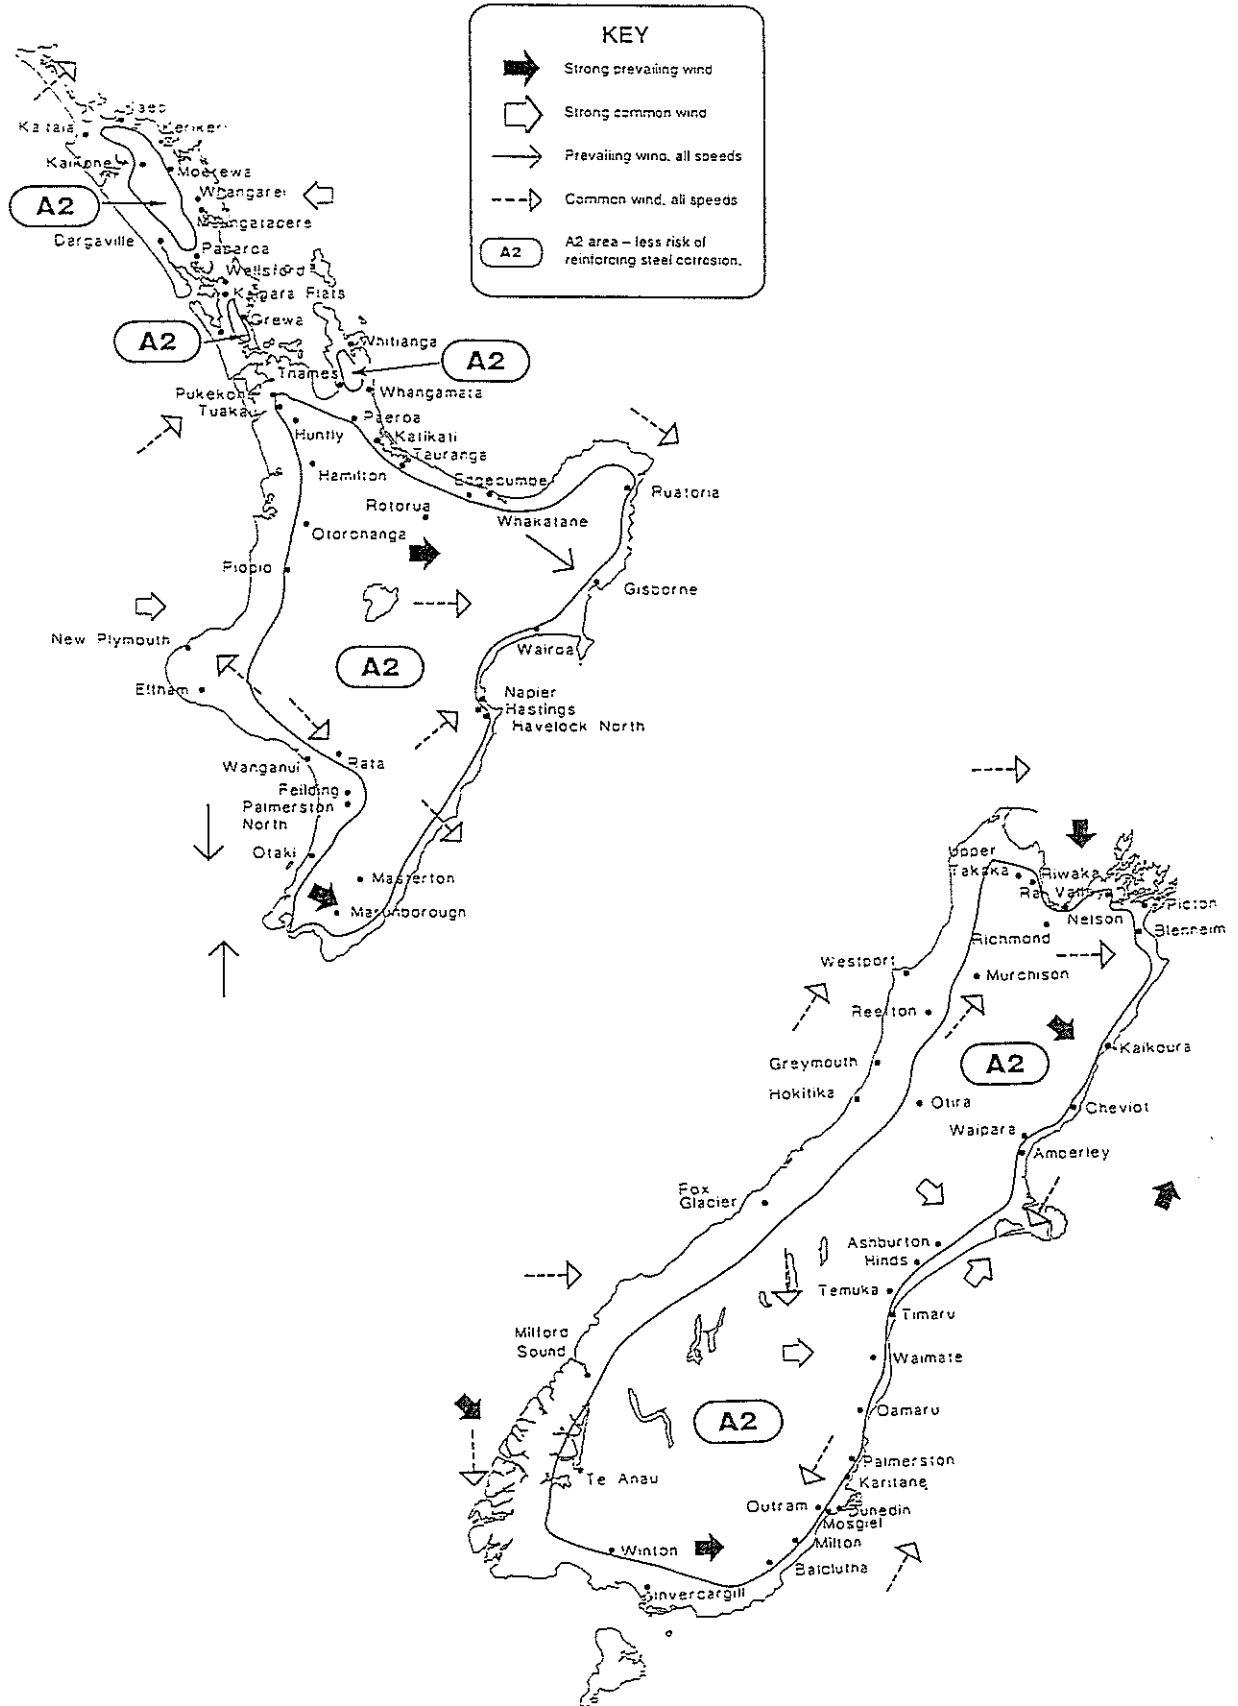 KEY
Strong prevailing wind
Strong common wind
Prevailing wind, all speeds
Common wind, all speeds
A2
A2 area – less risk of
reinforcing steel corrosion.
Kaitaia
Kaikohe
Moerewa
Whangarei
A2
Dargaville
Paparoa
Wellsford
Kaipara Flats
Orewa
A2
Whitianga
A2
Thames
Whangamata
Pukekohe
Tuakau
Paeroa
Huntly
Katikati
Tauranga
Hamilton
Edgecumbe
Ruatoria
Rotorua
Whakatane
Otorohanga
Piopio
Gisborne
New Plymouth
Wairoa
A2
Eltham
Napier
Hastings
Havelock North
Wanganui
Rata
Feilding
Palmerston
North
Otaki
Masterton
Martinborough
Upper
Takaka
Riwaka
Rai Valley
Picton
Nelson
Blenheim
Richmond
Westport
Murchison
Reefton
Kaikoura
Greymouth
A2
Hokitika
Otira
Cheviot
Waipara
Amberley
Fox
Glacier
Ashburton
Hinds
Temuka
Timaru
Milford
Sound
Waimate
Oamaru
A2
Palmerston
Karitane
Te Anau
Outram
Dunedin
Mosgiel
Milton
Winton
Balclutha
Invercargill